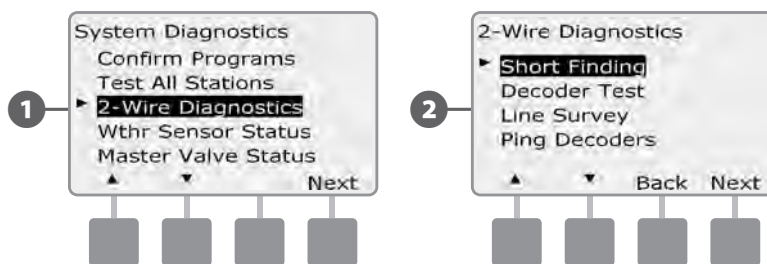 System Diagnostics
Confirm Programs
Test All Stations
2-Wire Diagnostics
Wthr Sensor Status
Master Valve Status
Next
1
2-Wire Diagnostics
Short Finding
Decoder Test
Line Survey
Ping Decoders
Back Next
2